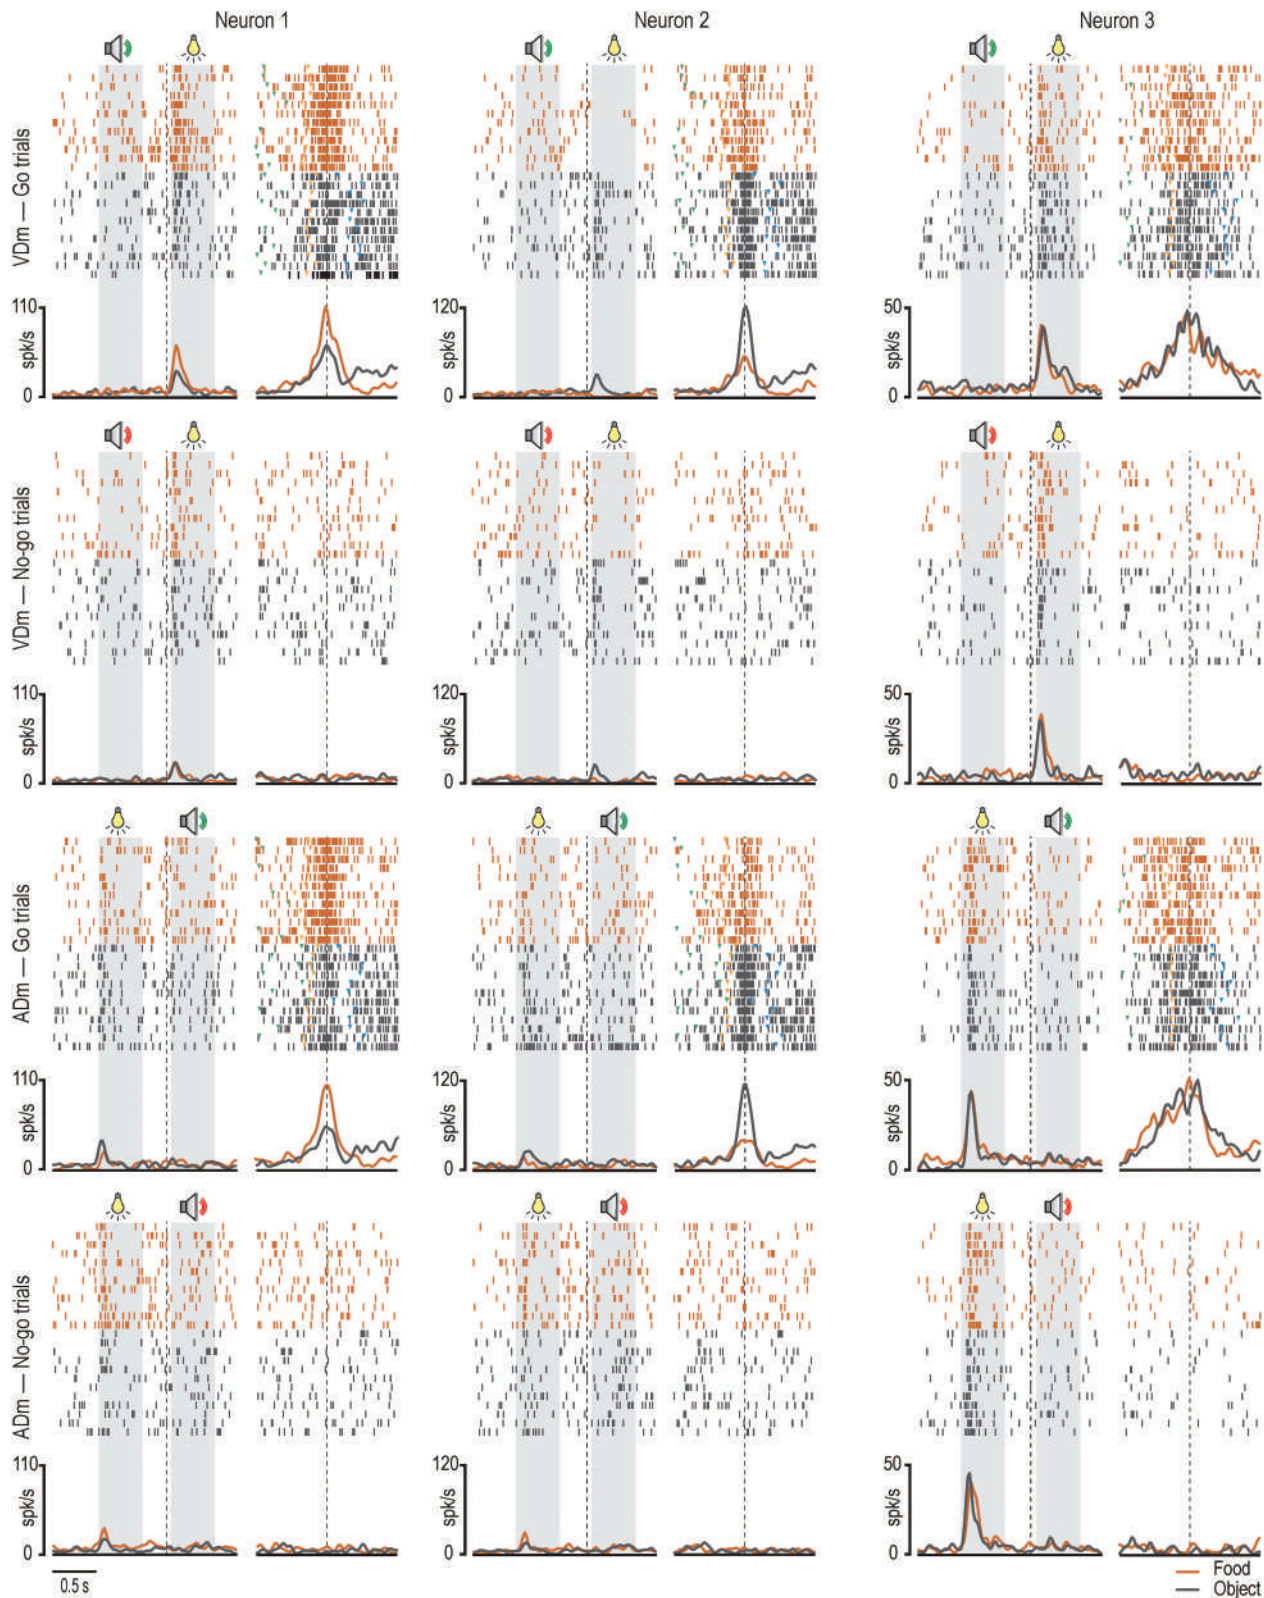 Neuron 1
Neuron 2
Neuron 3
VDm — Go trials
110
spk/s
0
120
spk/s
0
50
spk/s
0
VDm — No-go trials
110
spk/s
0
120
spk/s
0
50
spk/s
0
ADm — Go trials
110
spk/s
0
120
spk/s
0
50
spk/s
0
ADm — No-go trials
110
spk/s
0
120
spk/s
0
50
spk/s
0
0.5 s
Food
Object